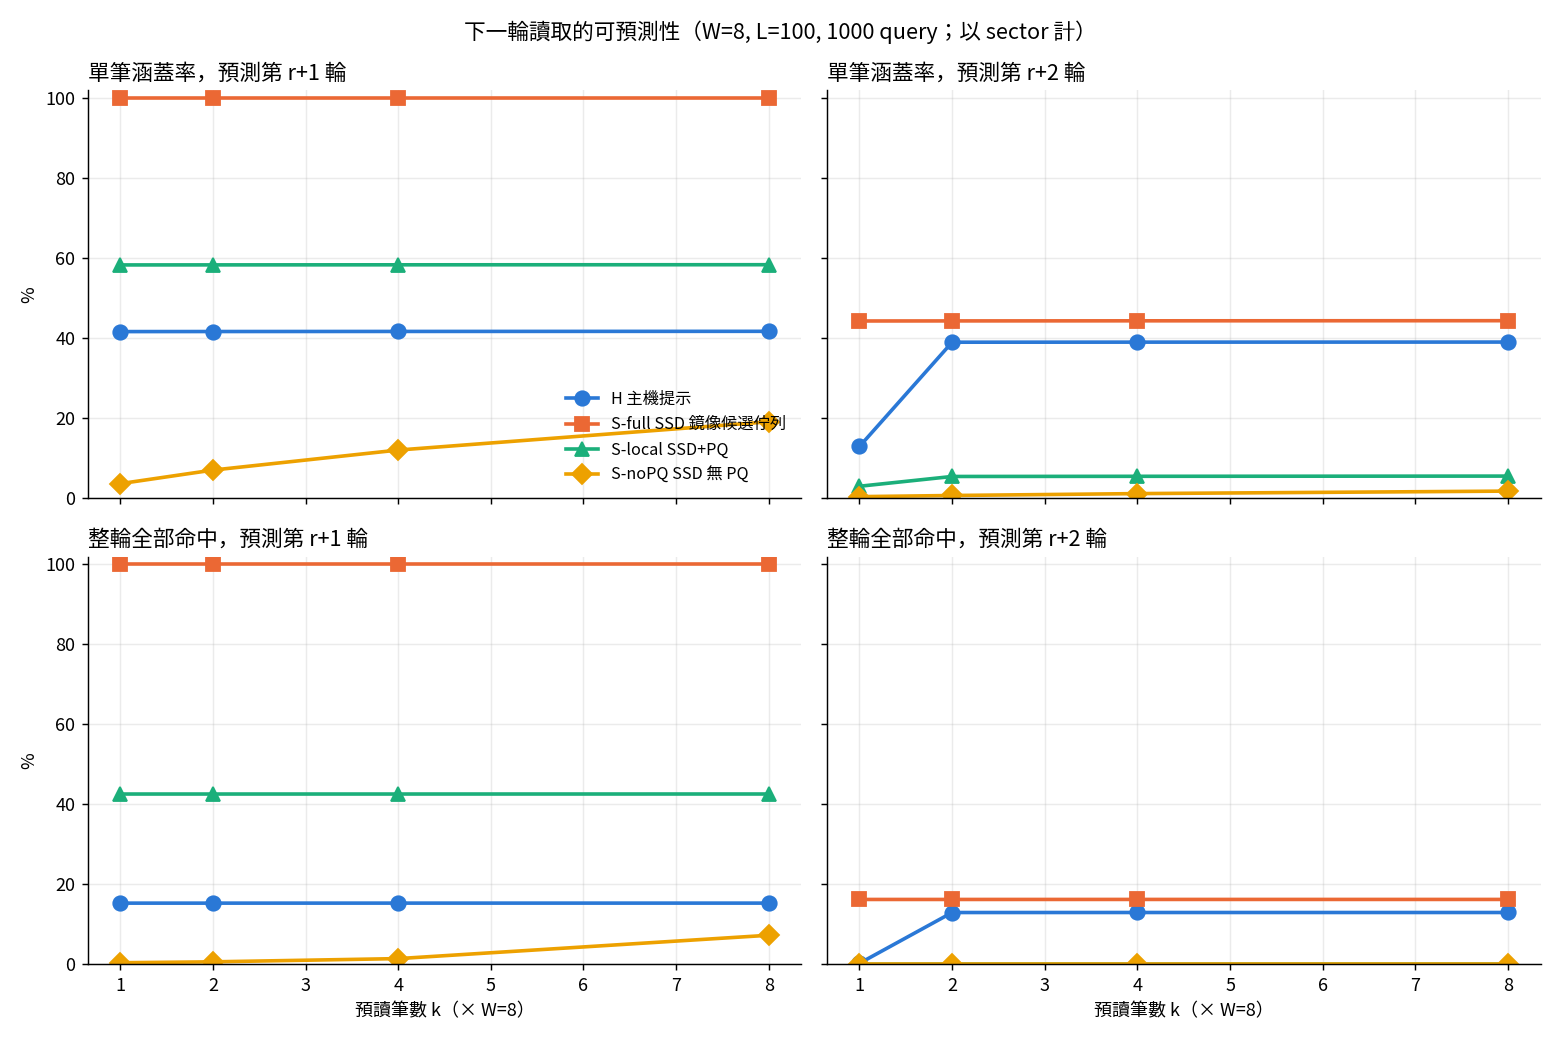 下一輪讀取的可預測性（W=8, L=100, 1000 query；以 sector 計）
單筆涵蓋率，預測第 r+1 輪
單筆涵蓋率，預測第 r+2 輪
100
80
60
40
20
0
%
H 主機提示
S-full SSD 鏡像候選佇列
S-local SSD+PQ
S-noPQ SSD 無 PQ
整輪全部命中，預測第 r+1 輪
整輪全部命中，預測第 r+2 輪
100
80
60
40
20
0
%
1 2 3 4 5 6 7 8
1 2 3 4 5 6 7 8
預讀筆數 k（× W=8）
預讀筆數 k（× W=8）